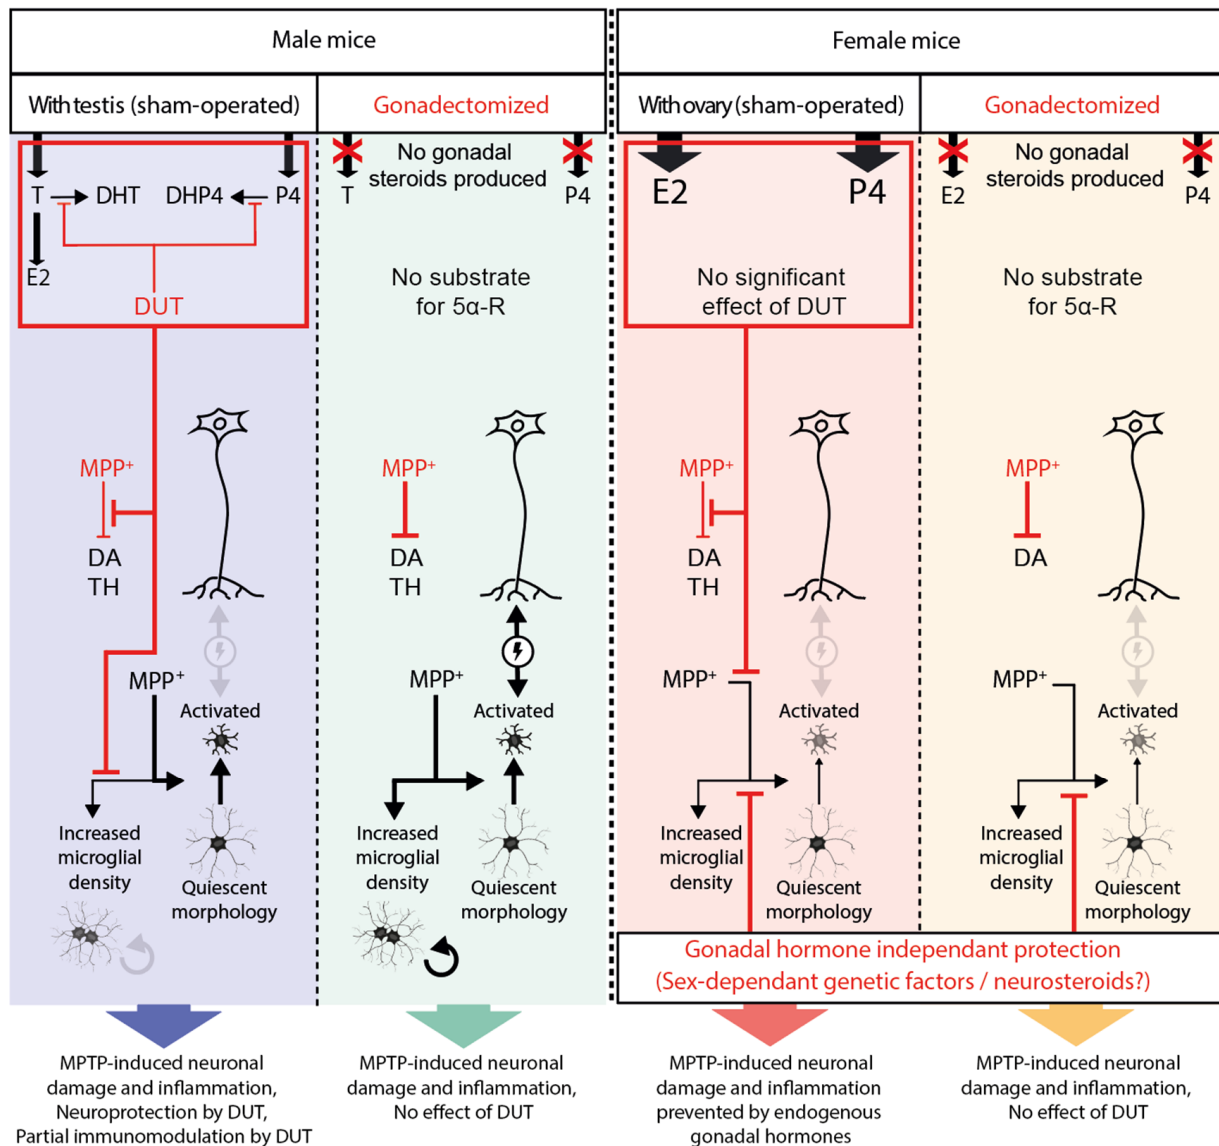 Male mice
Female mice
With testis (sham-operated)
Gonadectomized
With ovary (sham-operated)
Gonadectomized
T
DHT
DHP4
P4
E2
DUT
No gonadal
steroids produced
T
P4
No substrate
for 5α-R
E2
P4
No significant
effect of DUT
No gonadal
steroids produced
E2
P4
No substrate
for 5α-R
MPP⁺
DA
TH
MPP⁺
Activated
Increased
microglial
density
Quiescent
morphology
MPP⁺
DA
TH
MPP⁺
Activated
Increased
microglial
density
Quiescent
morphology
MPP⁺
DA
TH
MPP⁺
Activated
Increased
microglial
density
Quiescent
morphology
MPP⁺
DA
MPP⁺
Activated
Increased
microglial
density
Quiescent
morphology
Gonadal hormone independant protection
(Sex-dependant genetic factors / neurosteroids?)
MPTP-induced neuronal
damage and inflammation,
Neuroprotection by DUT,
Partial immunomodulation by DUT
MPTP-induced neuronal
damage and inflammation,
No effect of DUT
MPTP-induced neuronal
damage and inflammation
prevented by endogenous
gonadal hormones
MPTP-induced neuronal
damage and inflammation,
No effect of DUT